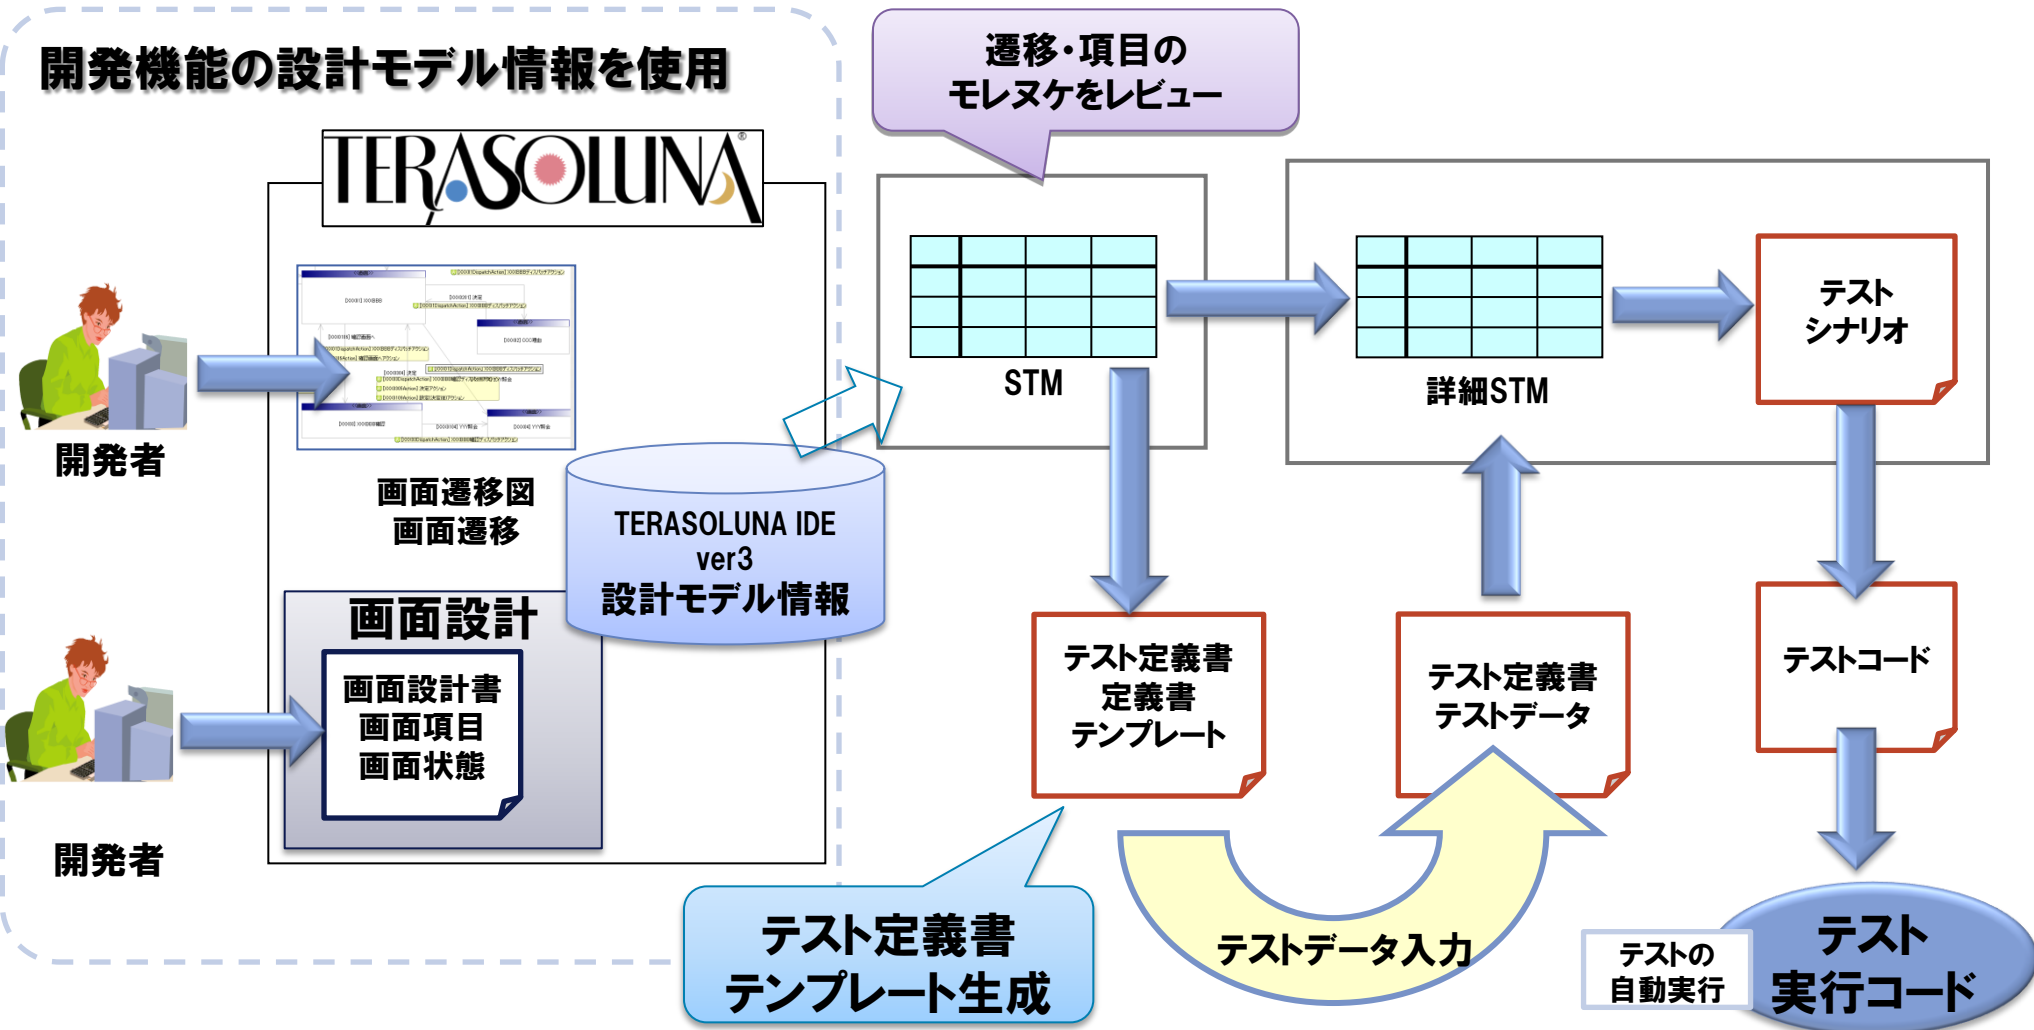 開発機能の設計モデル情報を使用
遷移・項目の
モレヌケをレビュー
TERASOLUNA®
開発者
画面遷移図
画面遷移
TERASOLUNA IDE
ver3
設計モデル情報
画面設計
画面設計書
画面項目
画面状態
開発者
STM
詳細STM
テスト
シナリオ
テスト定義書
定義書
テンプレート
テスト定義書
テストデータ
テストコード
テスト定義書
テンプレート生成
テストデータ入力
テストの
自動実行
テスト
実行コード